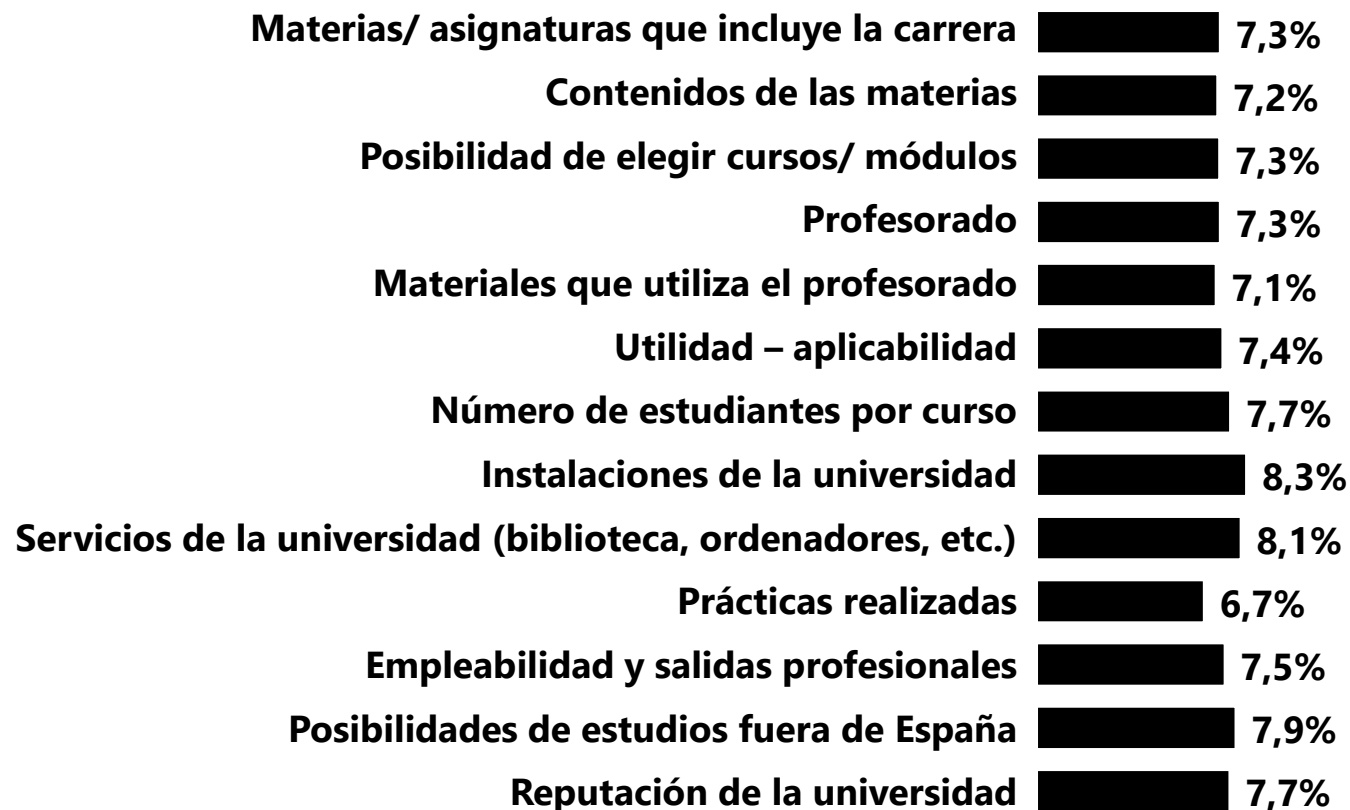 Materias/ asignaturas que incluye la carrera 7,3%
Contenidos de las materias 7,2%
Posibilidad de elegir cursos/ módulos 7,3%
Profesorado 7,3%
Materiales que utiliza el profesorado 7,1%
Utilidad – aplicabilidad 7,4%
Número de estudiantes por curso 7,7%
Instalaciones de la universidad 8,3%
Servicios de la universidad (biblioteca, ordenadores, etc.) 8,1%
Prácticas realizadas 6,7%
Empleabilidad y salidas profesionales 7,5%
Posibilidades de estudios fuera de España 7,9%
Reputación de la universidad 7,7%